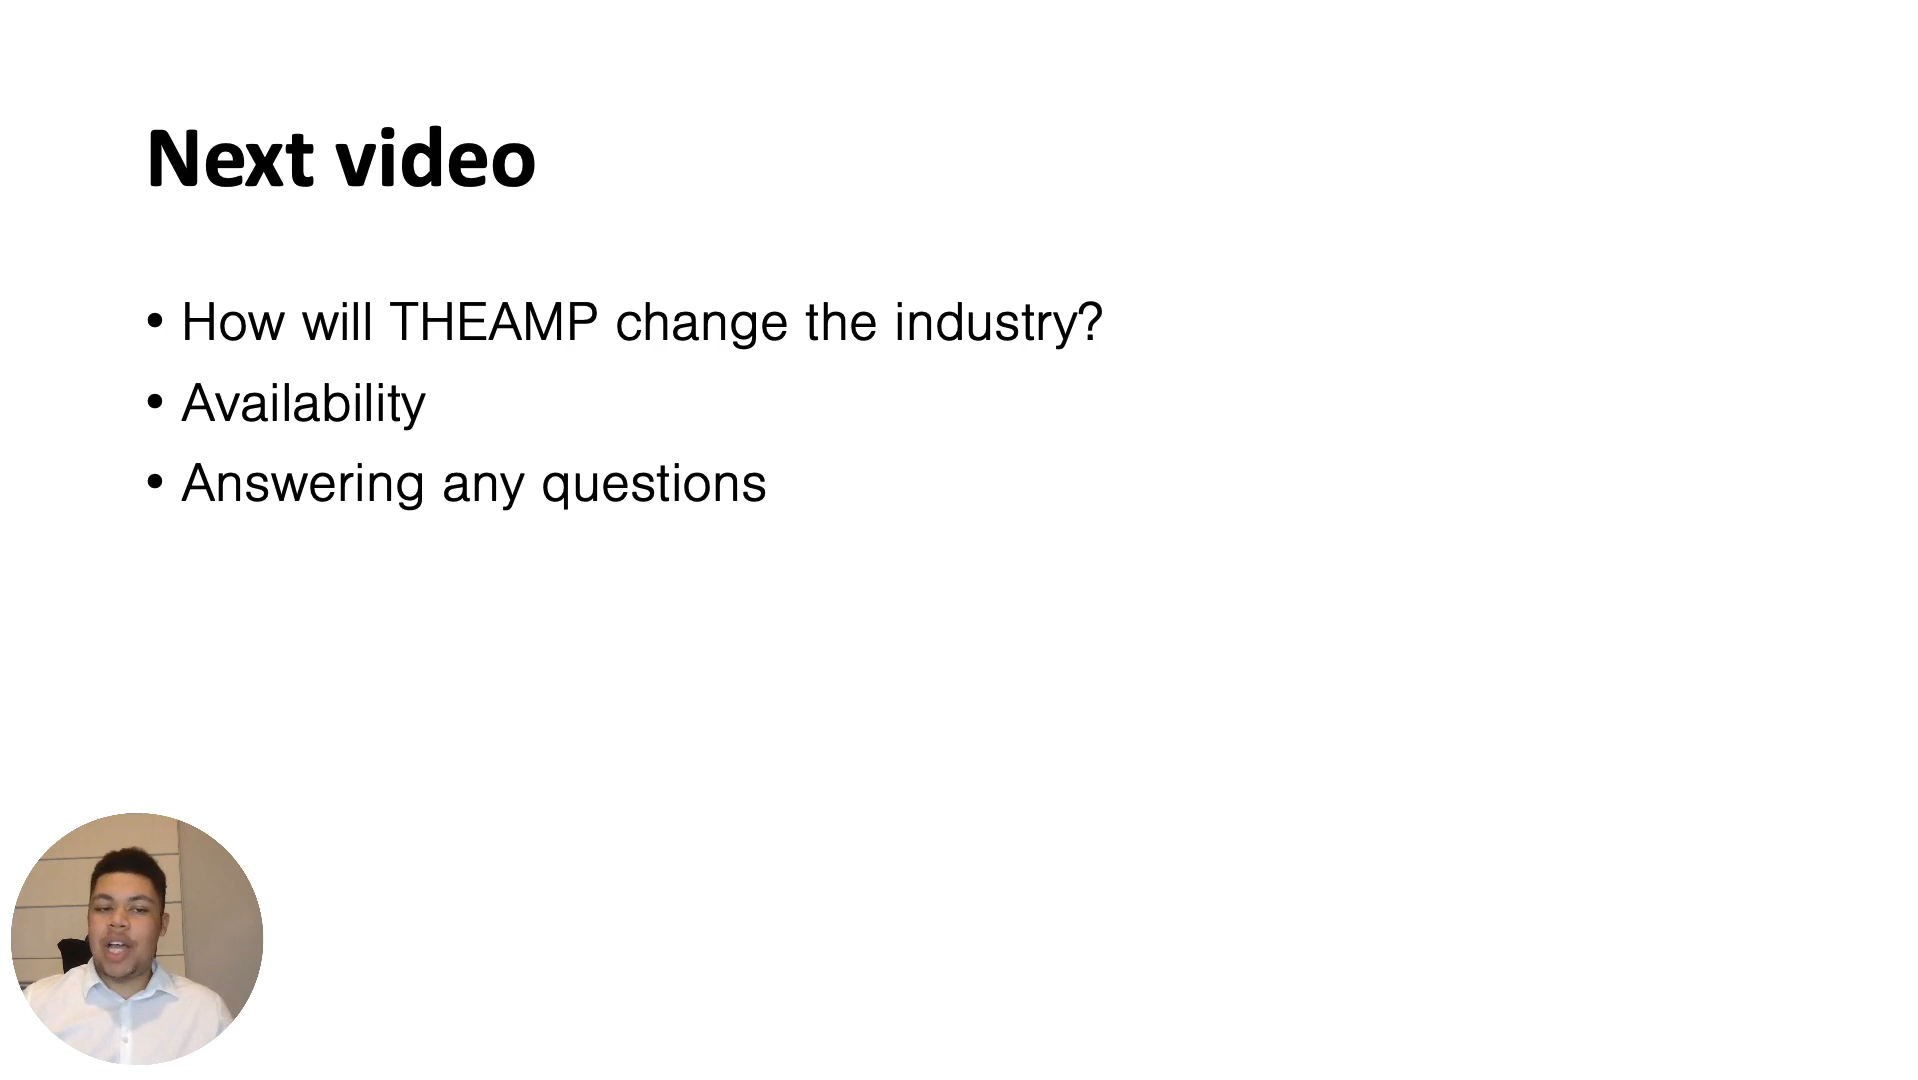 Next video
• How will THEAMP change the industry?
• Availability
• Answering any questions